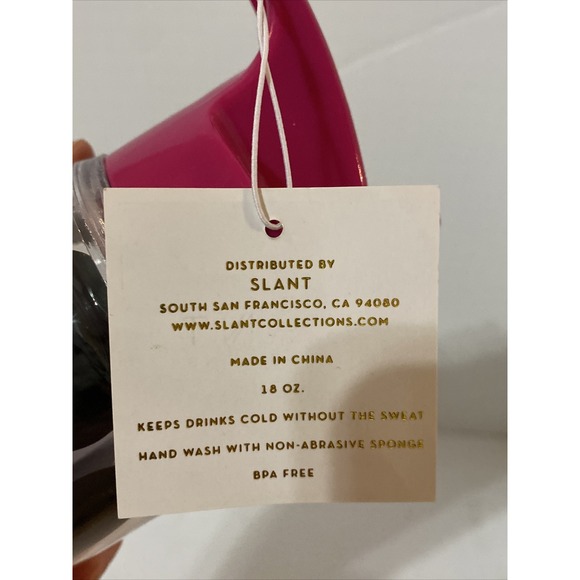 DISTRIBUTED BY
SLANT
SOUTH SAN FRANCISCO, CA 94080
WWW.SLANTCOLLECTIONS.COM
MADE IN CHINA
18 OZ.
KEEPS DRINKS COLD WITHOUT THE SWEAT
HAND WASH WITH NON-ABRASIVE SPONGE
BPA FREE